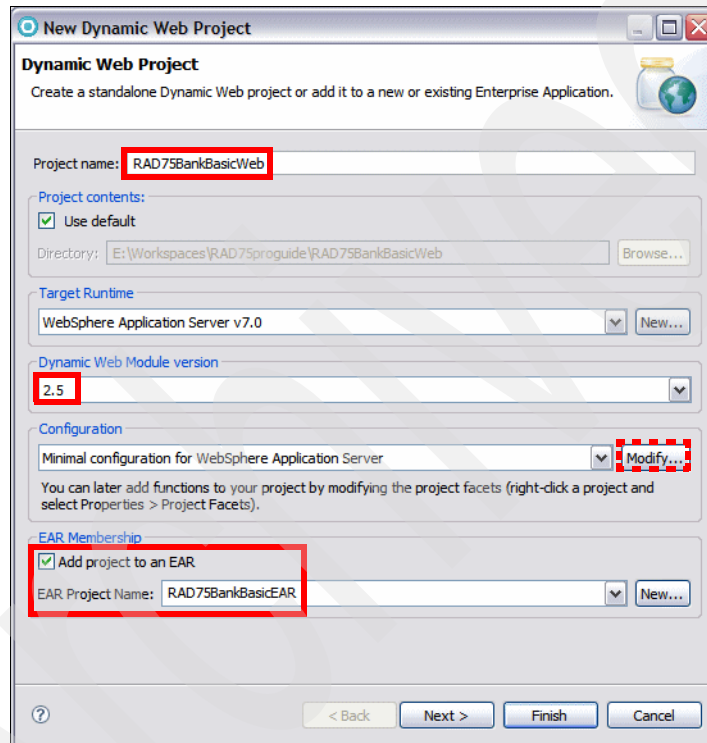 New Dynamic Web Project
Dynamic Web Project
Create a standalone Dynamic Web project or add it to a new or existing Enterprise Application.
Project name: RAD75BankBasicWeb
Project contents:
Use default
Directory: E:\Workspaces\RAD75proguide\RAD75BankBasicWeb Browse...
Target Runtime
WebSphere Application Server v7.0 New...
Dynamic Web Module version
2.5
Configuration
Minimal configuration for WebSphere Application Server Modify...
You can later add functions to your project by modifying the project facets (right-click a project and
select Properties > Project Facets).
EAR Membership
Add project to an EAR
EAR Project Name: RAD75BankBasicEAR New...
? < Back Next > Finish Cancel